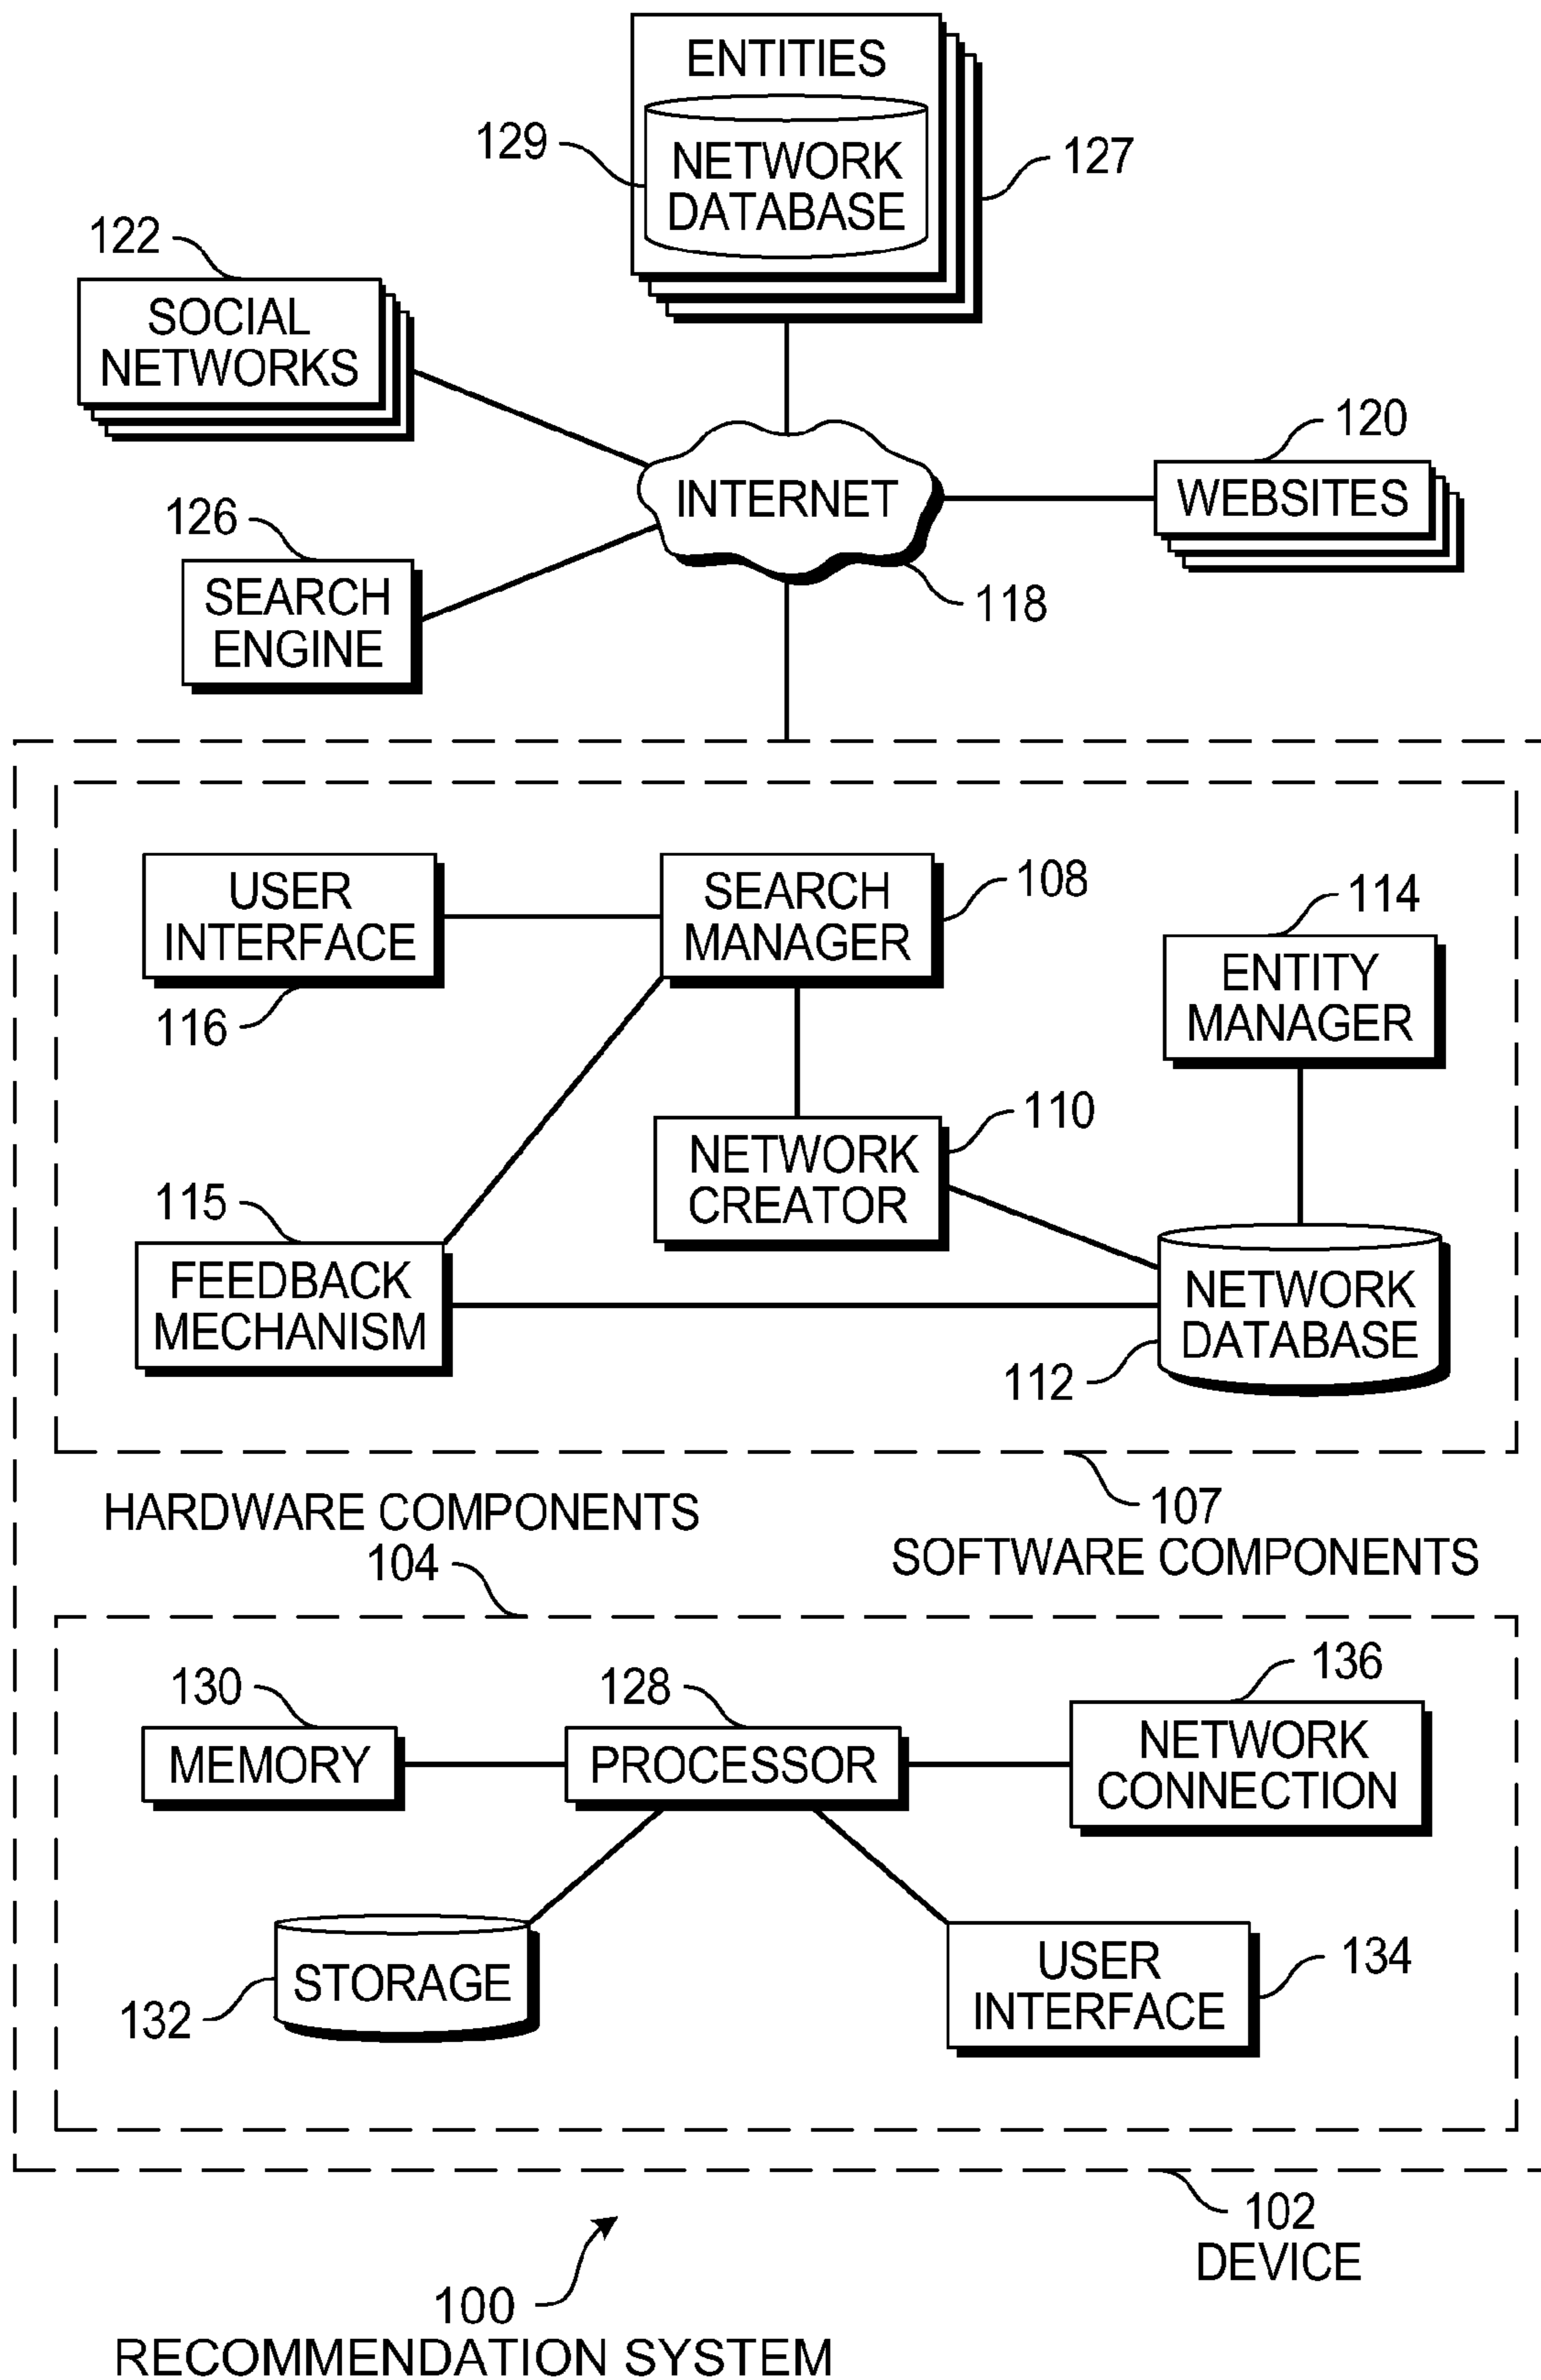 ENTITIES
129
NETWORK
DATABASE
127
122
SOCIAL
NETWORKS
120
WEBSITES
INTERNET
126
SEARCH
ENGINE
118
USER
INTERFACE
116
SEARCH
MANAGER
108
114
ENTITY
MANAGER
110
NETWORK
CREATOR
115
FEEDBACK
MECHANISM
NETWORK
DATABASE
112
HARDWARE COMPONENTS
104
107
SOFTWARE COMPONENTS
130
MEMORY
128
PROCESSOR
136
NETWORK
CONNECTION
STORAGE
132
USER
INTERFACE
134
102
DEVICE
100
RECOMMENDATION SYSTEM